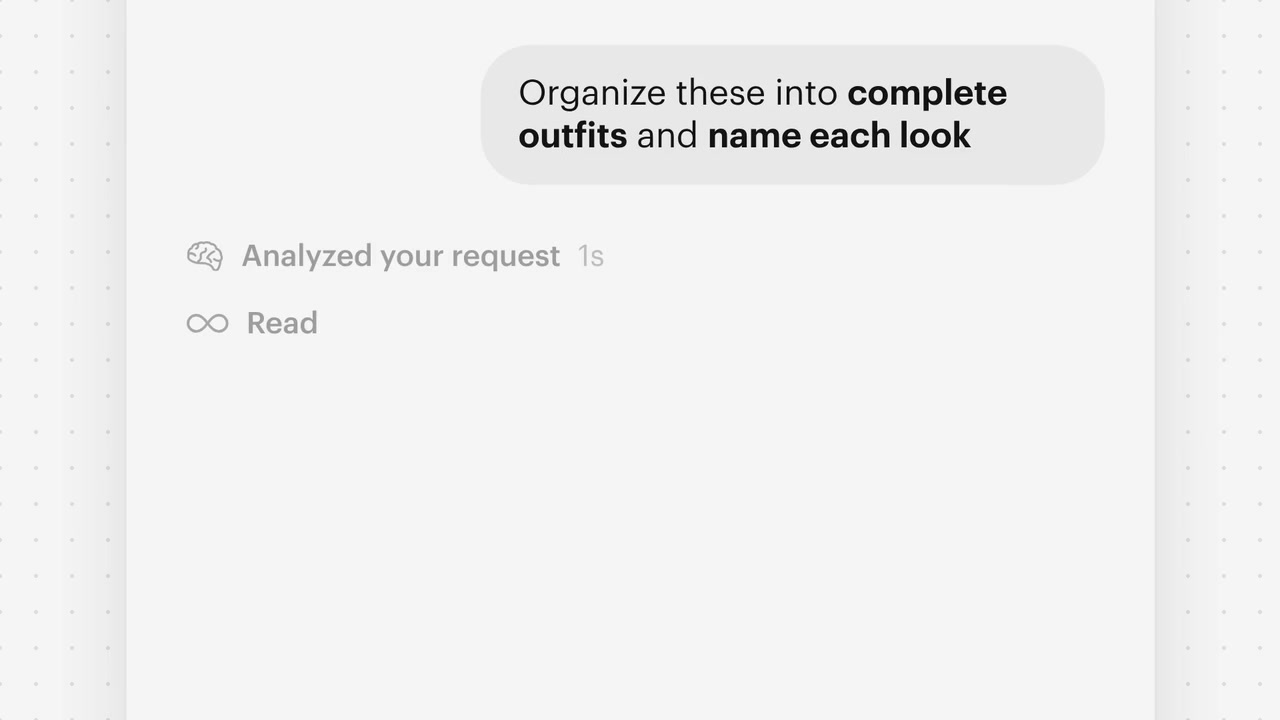 Organize these into complete
outfits and name each look
Analyzed your request 1s
Read